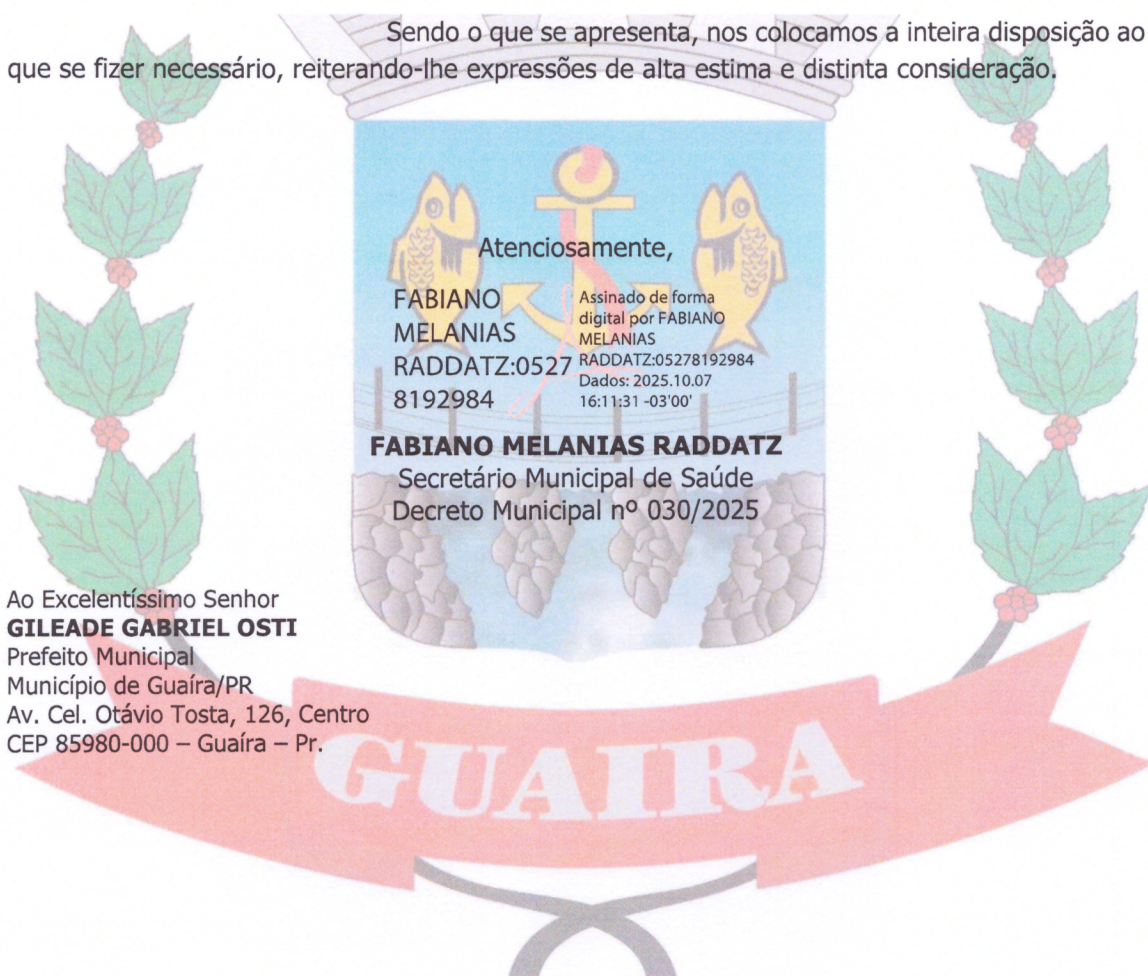 Sendo o que se apresenta, nos colocamos a inteira disposição ao
que se fizer necessário, reiterando-lhe expressões de alta estima e distinta consideração.
Atenciosamente,
FABIANO
MELANIAS
RADDATZ:0527
8192984
Assinado de forma
digital por FABIANO
MELANIAS
RADDATZ:05278192984
Dados: 2025.10.07
16:11:31 -03'00'
FABIANO MELANIAS RADDATZ
Secretário Municipal de Saúde
Decreto Municipal nº 030/2025
Ao Excelentíssimo Senhor
GILEADE GABRIEL OSTI
Prefeito Municipal
Município de Guaíra/PR
Av. Cel. Otávio Tosta, 126, Centro
CEP 85980-000 – Guaíra – Pr.
GUAIRA